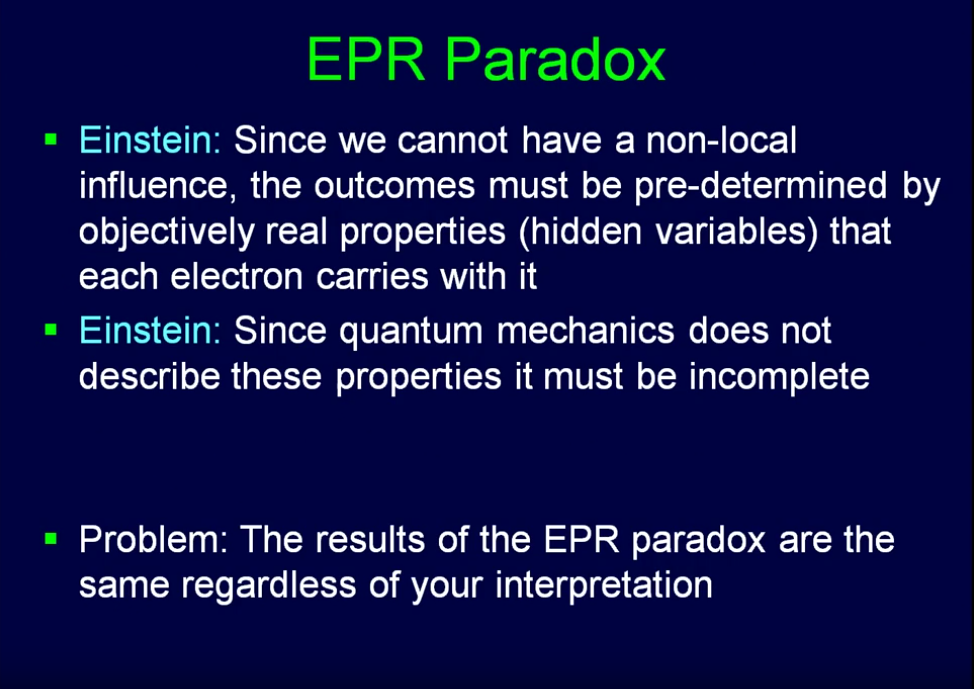 EPR Paradox
▪ Einstein: Since we cannot have a non-local
influence, the outcomes must be pre-determined by
objectively real properties (hidden variables) that
each electron carries with it
▪ Einstein: Since quantum mechanics does not
describe these properties it must be incomplete
▪ Problem: The results of the EPR paradox are the
same regardless of your interpretation